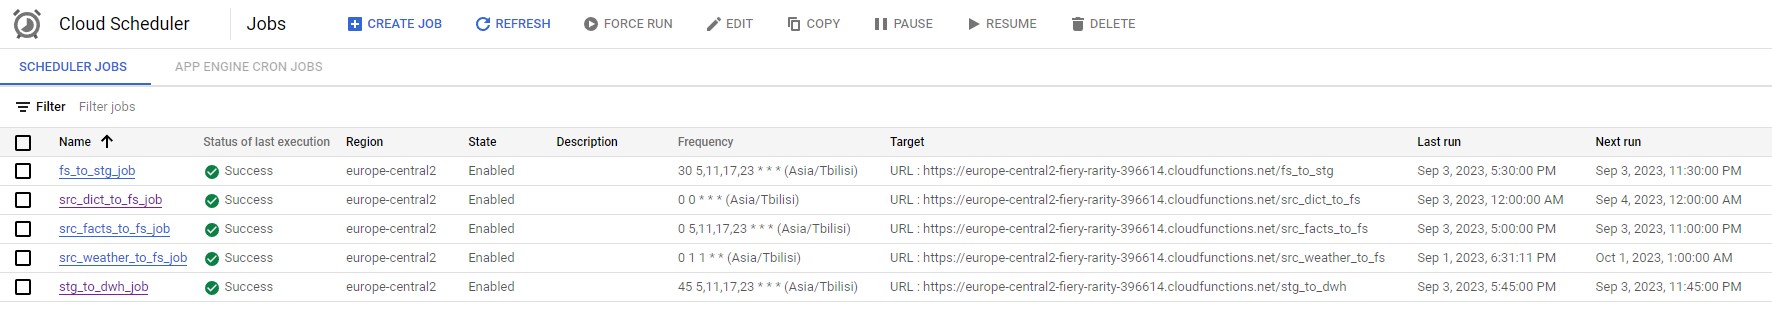 Cloud Scheduler Jobs CREATE JOB REFRESH FORCE RUN EDIT COPY PAUSE RESUME DELETE
SCHEDULER JOBS APP ENGINE CRON JOBS
Filter Filter jobs
Name Status of last execution Region State Description Frequency Target Last run Next run
fs_to_stg_job Success europe-central2 Enabled 30 5,11,17,23 * * * (Asia/Tbilisi) URL : https://europe-central2-fiery-rarity-396614.cloudfunctions.net/fs_to_stg Sep 3, 2023, 5:30:00 PM Sep 3, 2023, 11:30:00 PM
src_dict_to_fs_job Success europe-central2 Enabled 0 0 * * * (Asia/Tbilisi) URL : https://europe-central2-fiery-rarity-396614.cloudfunctions.net/src_dict_to_fs Sep 3, 2023, 12:00:00 AM Sep 4, 2023, 12:00:00 AM
src_facts_to_fs_job Success europe-central2 Enabled 0 5,11,17,23 * * * (Asia/Tbilisi) URL : https://europe-central2-fiery-rarity-396614.cloudfunctions.net/src_facts_to_fs Sep 3, 2023, 5:00:00 PM Sep 3, 2023, 11:00:00 PM
src_weather_to_fs_job Success europe-central2 Enabled 0 1 1 * * (Asia/Tbilisi) URL : https://europe-central2-fiery-rarity-396614.cloudfunctions.net/src_weather_to_fs Sep 1, 2023, 6:31:11 PM Oct 1, 2023, 1:00:00 AM
stg_to_dwh_job Success europe-central2 Enabled 45 5,11,17,23 * * * (Asia/Tbilisi) URL : https://europe-central2-fiery-rarity-396614.cloudfunctions.net/stg_to_dwh Sep 3, 2023, 5:45:00 PM Sep 3, 2023, 11:45:00 PM